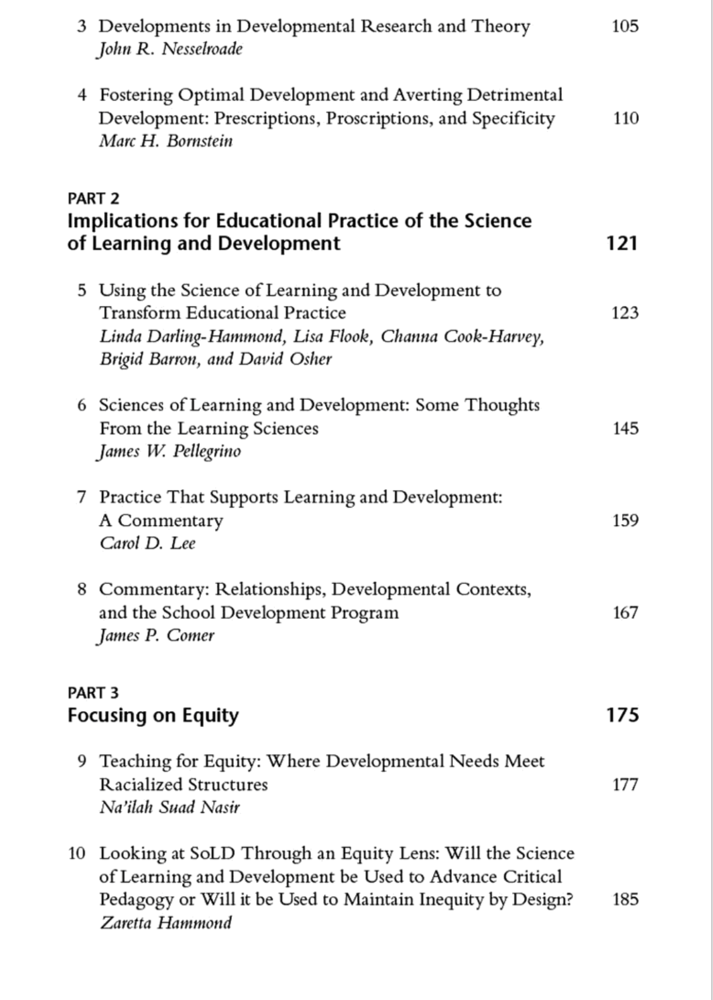 3 Developments in Developmental Research and Theory 105
John R. Nesselroade
4 Fostering Optimal Development and Averting Detrimental
Development: Prescriptions, Proscriptions, and Specificity 110
Marc H. Bornstein
PART 2
Implications for Educational Practice of the Science
of Learning and Development 121
5 Using the Science of Learning and Development to
Transform Educational Practice 123
Linda Darling-Hammond, Lisa Flook, Channa Cook-Harvey,
Brigid Barron, and David Osher
6 Sciences of Learning and Development: Some Thoughts
From the Learning Sciences 145
James W. Pellegrino
7 Practice That Supports Learning and Development:
A Commentary 159
Carol D. Lee
8 Commentary: Relationships, Developmental Contexts,
and the School Development Program 167
James P. Comer
PART 3
Focusing on Equity 175
9 Teaching for Equity: Where Developmental Needs Meet
Racialized Structures 177
Na'ilah Suad Nasir
10 Looking at SoLD Through an Equity Lens: Will the Science
of Learning and Development be Used to Advance Critical
Pedagogy or Will it be Used to Maintain Inequity by Design? 185
Zaretta Hammond